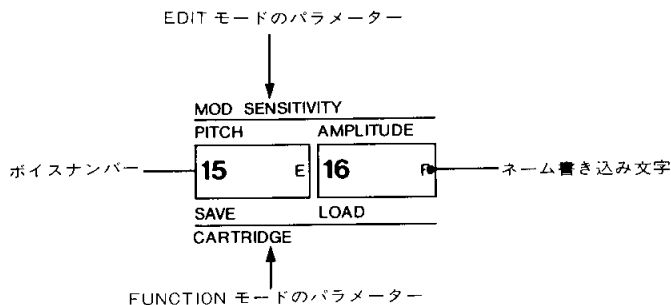 EDIT モードのパラメーター
MOD SENSITIVITY
PITCH AMPLITUDE
ボイスナンバー 15 E 16 ネーム書き込み文字
SAVE LOAD
CARTRIDGE
FUNCTION モードのパラメーター